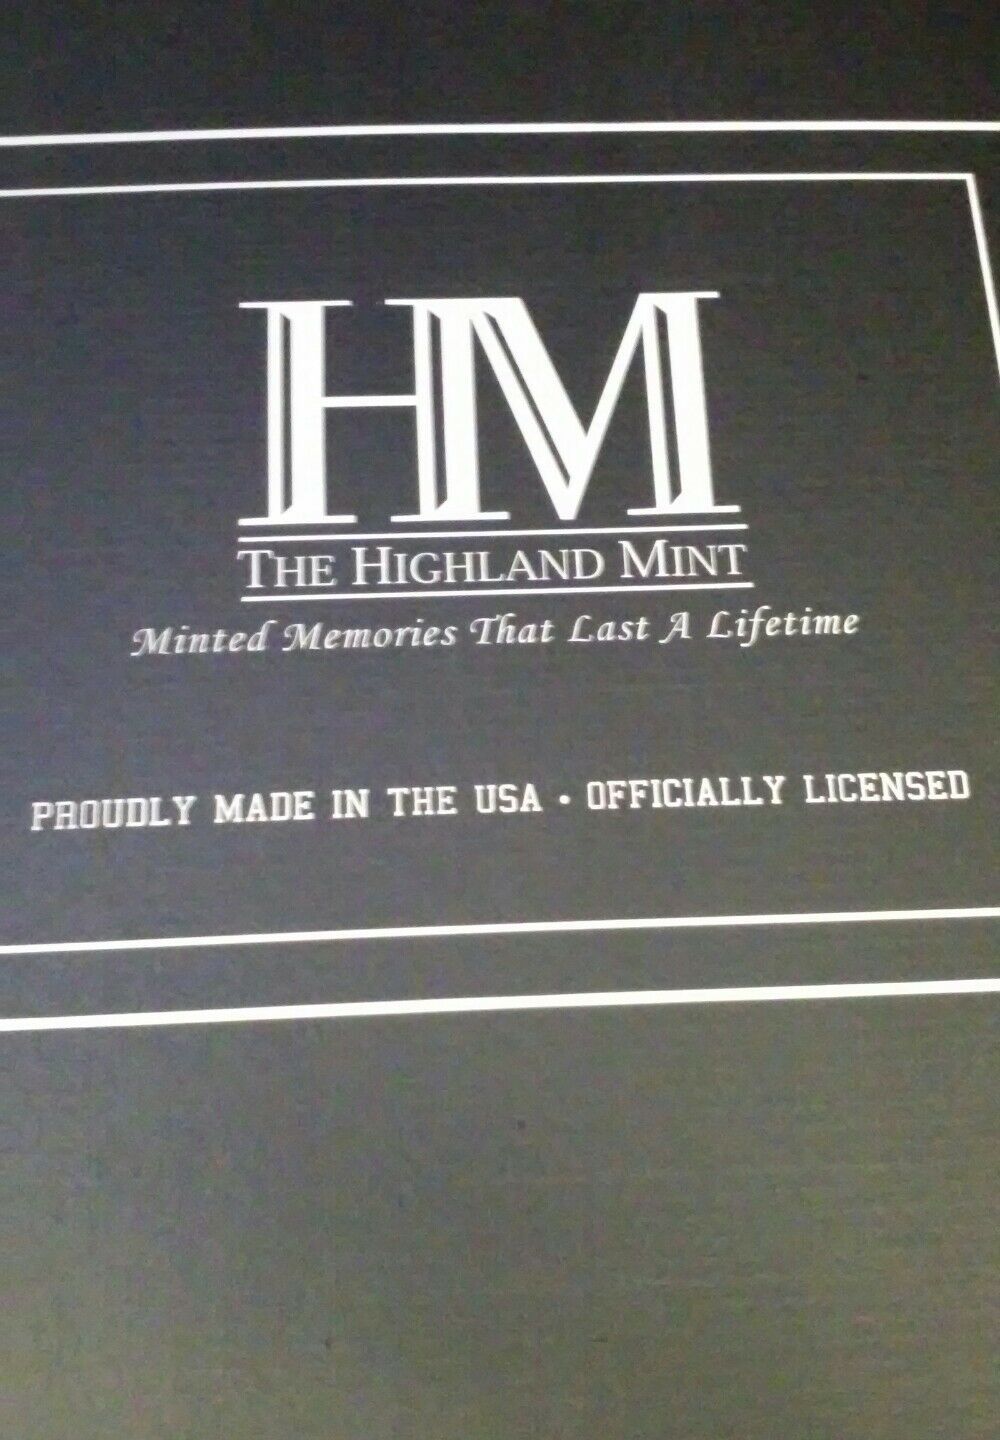 HM
THE HIGHLAND MINT
Minted Memories That Last A Lifetime
PROUDLY MADE IN THE USA • OFFICIALLY LICENSED